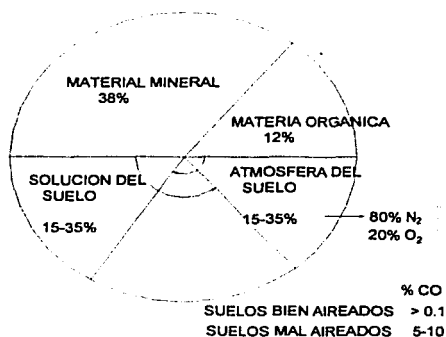 MATERIAL MINERAL
38%
MATERIA ORGANICA
12%
SOLUCION DEL
SUELO
15-35%
ATMOSFERA DEL
SUELO
15-35%
80% N₂
20% O₂
% CO
SUELOS BIEN AIREADOS > 0.1
SUELOS MAL AIREADOS 5-10